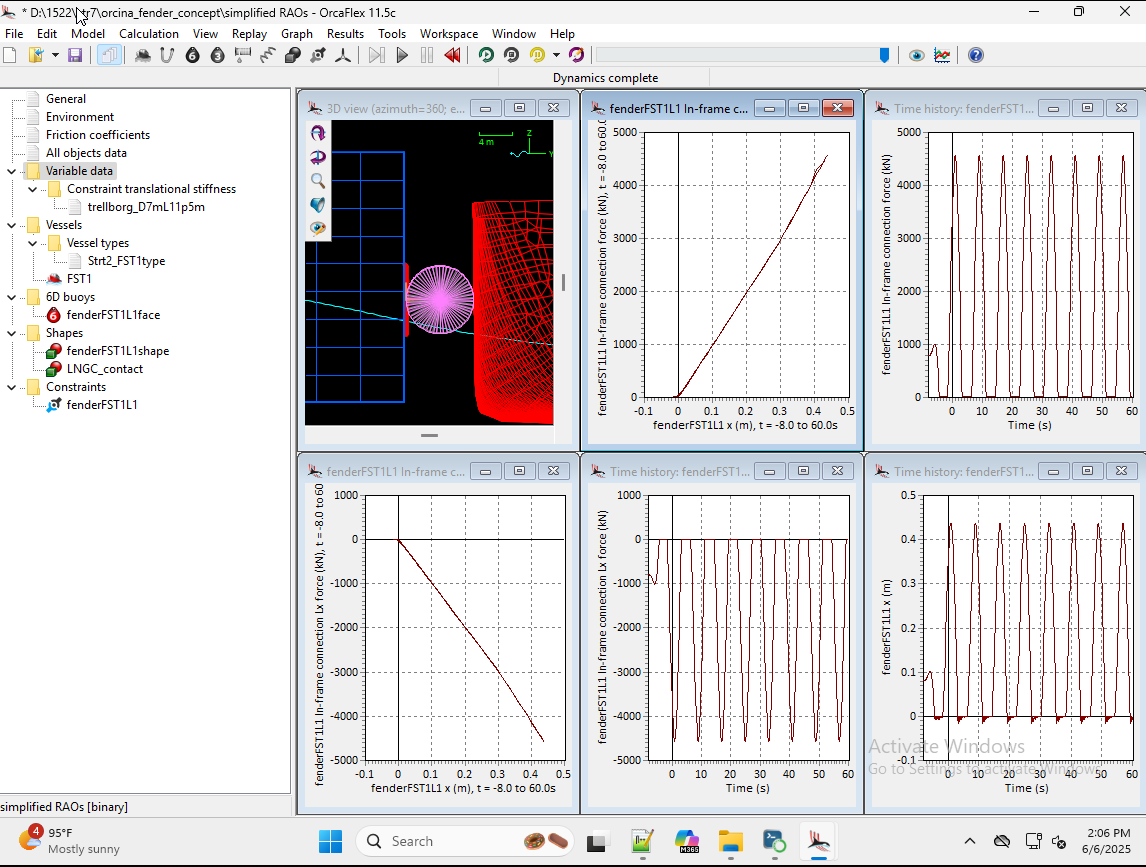 * D:\1522\ tr7\orcina_fender_concept\simplified RAOs - OrcaFlex 11.5c
File Edit Model Calculation View Replay Graph Results Tools Workspace Window Help
6 3
Dynamics complete
General
Environment
Friction coefficients
All objects data
Variable data
Constraint translational stiffness
trellborg_D7mL11p5m
Vessels
Vessel types
Strt2_FST1type
FST1
6D buoys
6
fenderFST1L1face
Shapes
fenderFST1L1shape
LNGC_contact
Constraints
fenderFST1L1
3D view (azimuth=360; e...
4 m
Z
Y
fenderFST1L1 In-frame c...
fenderFST1L1 In-frame connection force (kN), t = -8.0 to 60.0
5000
4000
3000
2000
1000
0
-0.1 0 0.1 0.2 0.3 0.4 0.5
fenderFST1L1 x (m), t = -8.0 to 60.0s
Time history: fenderFST1...
fenderFST1L1 In-frame connection force (kN)
5000
4000
3000
2000
1000
0
0 10 20 30 40 50 60
Time (s)
fenderFST1L1 In-frame c...
fenderFST1L1 In-frame connection Lx force (kN), t = -8.0 to 60
1000
0
-1000
-2000
-3000
-4000
-5000
-0.1 0 0.1 0.2 0.3 0.4 0.5
fenderFST1L1 x (m), t = -8.0 to 60.0s
Time history: fenderFST1...
fenderFST1L1 In-frame connection Lx force (kN)
1000
0
-1000
-2000
-3000
-4000
-5000
0 10 20 30 40 50 60
Time (s)
Time history: fenderFST1...
fenderFST1L1 x (m)
0.5
0.4
0.3
0.2
0.1
0
-0.1
0 10 20 30 40 50 60
Time (s)
Activate Windows
Go to Settings to activate Windows.
simplified RAOs [binary]
4
95°F
Mostly sunny
Search
M365
2:06 PM
6/6/2025